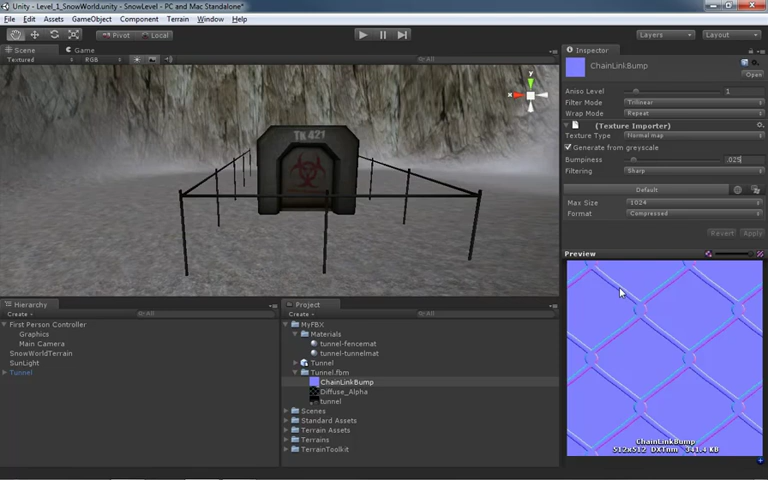 Unity - Level_1_SnowWorld.unity - SnowLevel - PC and Mac Standalone*
File Edit Assets GameObject Component Terrain Window Help
Pivot Local Layers Layout
Scene Game
Textured RGB All
y
x
TK 421
Inspector
ChainLinkBump
Open
Aniso Level 1
Filter Mode Trilinear
Wrap Mode Repeat
(Texture Importer)
Texture Type Normal map
Generate from greyscale
Bumpiness .025
Filtering Sharp
Default
Max Size 1024
Format Compressed
Revert Apply
Preview
ChainLinkBump
512x512 DXTnm 341.4 KB
Hierarchy
Create All
First Person Controller
Graphics
Main Camera
SnowWorldTerrain
SunLight
Tunnel
Project
Create All
MyFBX
Materials
tunnel-fencemat
tunnel-tunnelmat
Tunnel
Tunnel.fbm
ChainLinkBump
Diffuse_Alpha
tunnel
Scenes
Standard Assets
Terrain Assets
Terrains
TerrainToolkit